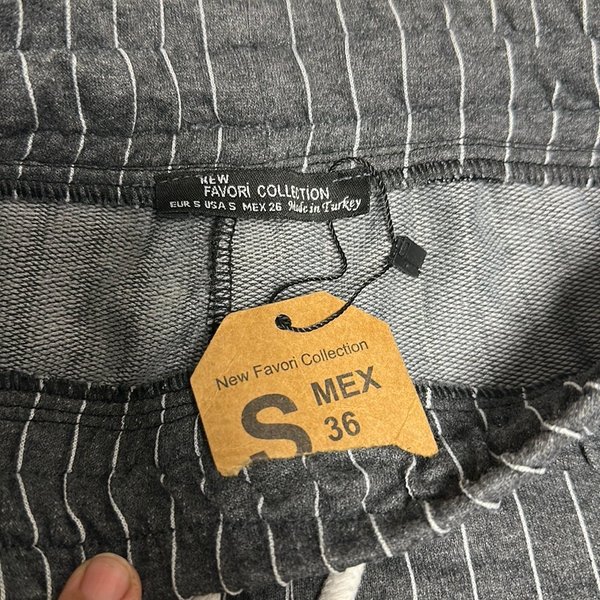 NEW
FAVORİ COLLECTION
EUR S USA S MEX 26 Made in Turkey
New Favori Collection
S MEX
36